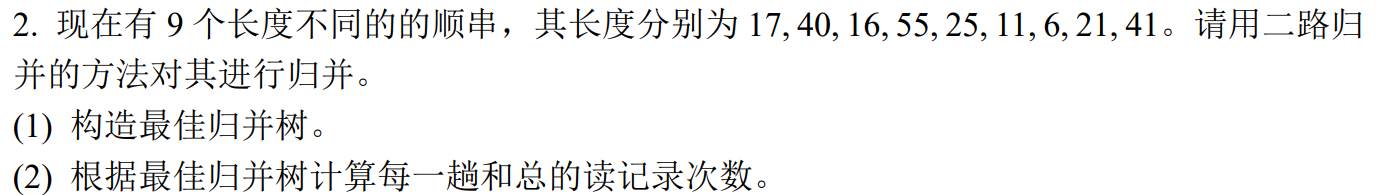 2. 现在有 9 个长度不同的的顺串，其长度分别为 17, 40, 16, 55, 25, 11, 6, 21, 41。请用二路归
并的方法对其进行归并。
(1) 构造最佳归并树。
(2) 根据最佳归并树计算每一趟和总的读记录次数。